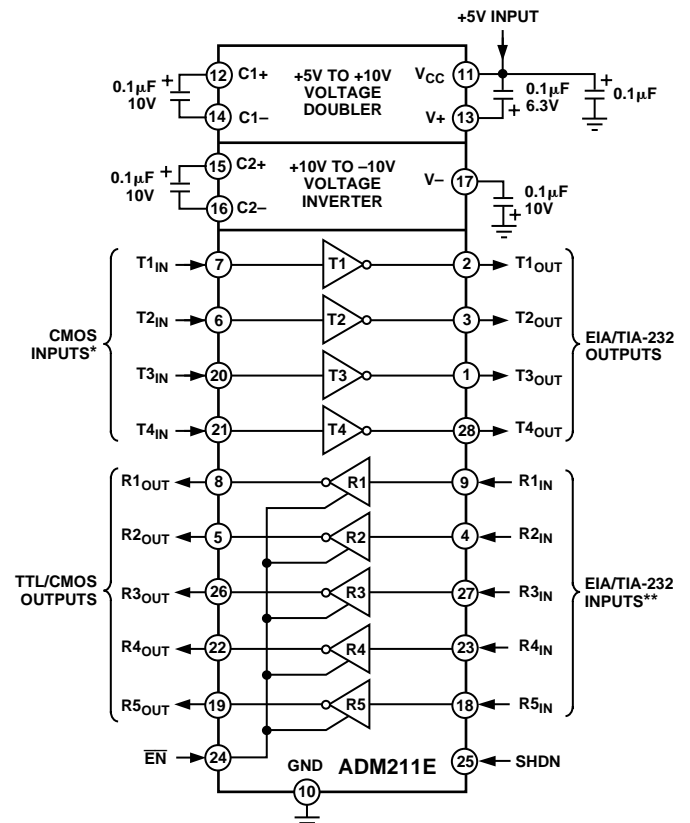 +5V INPUT
0.1μF
10V
+
12
C1+
14
C1–
+5V TO +10V
VOLTAGE
DOUBLER
VCC
11
V+
13
+
0.1μF
6.3V
+
0.1μF
0.1μF
10V
+
15
C2+
16
C2–
+10V TO –10V
VOLTAGE
INVERTER
V–
17
+
0.1μF
10V
CMOS
INPUTS*
T1IN
7
T1
2
T1OUT
T2IN
6
T2
3
T2OUT
T3IN
20
T3
1
T3OUT
T4IN
21
T4
28
T4OUT
EIA/TIA-232
OUTPUTS
TTL/CMOS
OUTPUTS
R1OUT
8
R1
9
R1IN
R2OUT
5
R2
4
R2IN
R3OUT
26
R3
27
R3IN
R4OUT
22
R4
23
R4IN
R5OUT
19
R5
18
R5IN
EIA/TIA-232
INPUTS**
EN
24
GND
10
ADM211E
25
SHDN